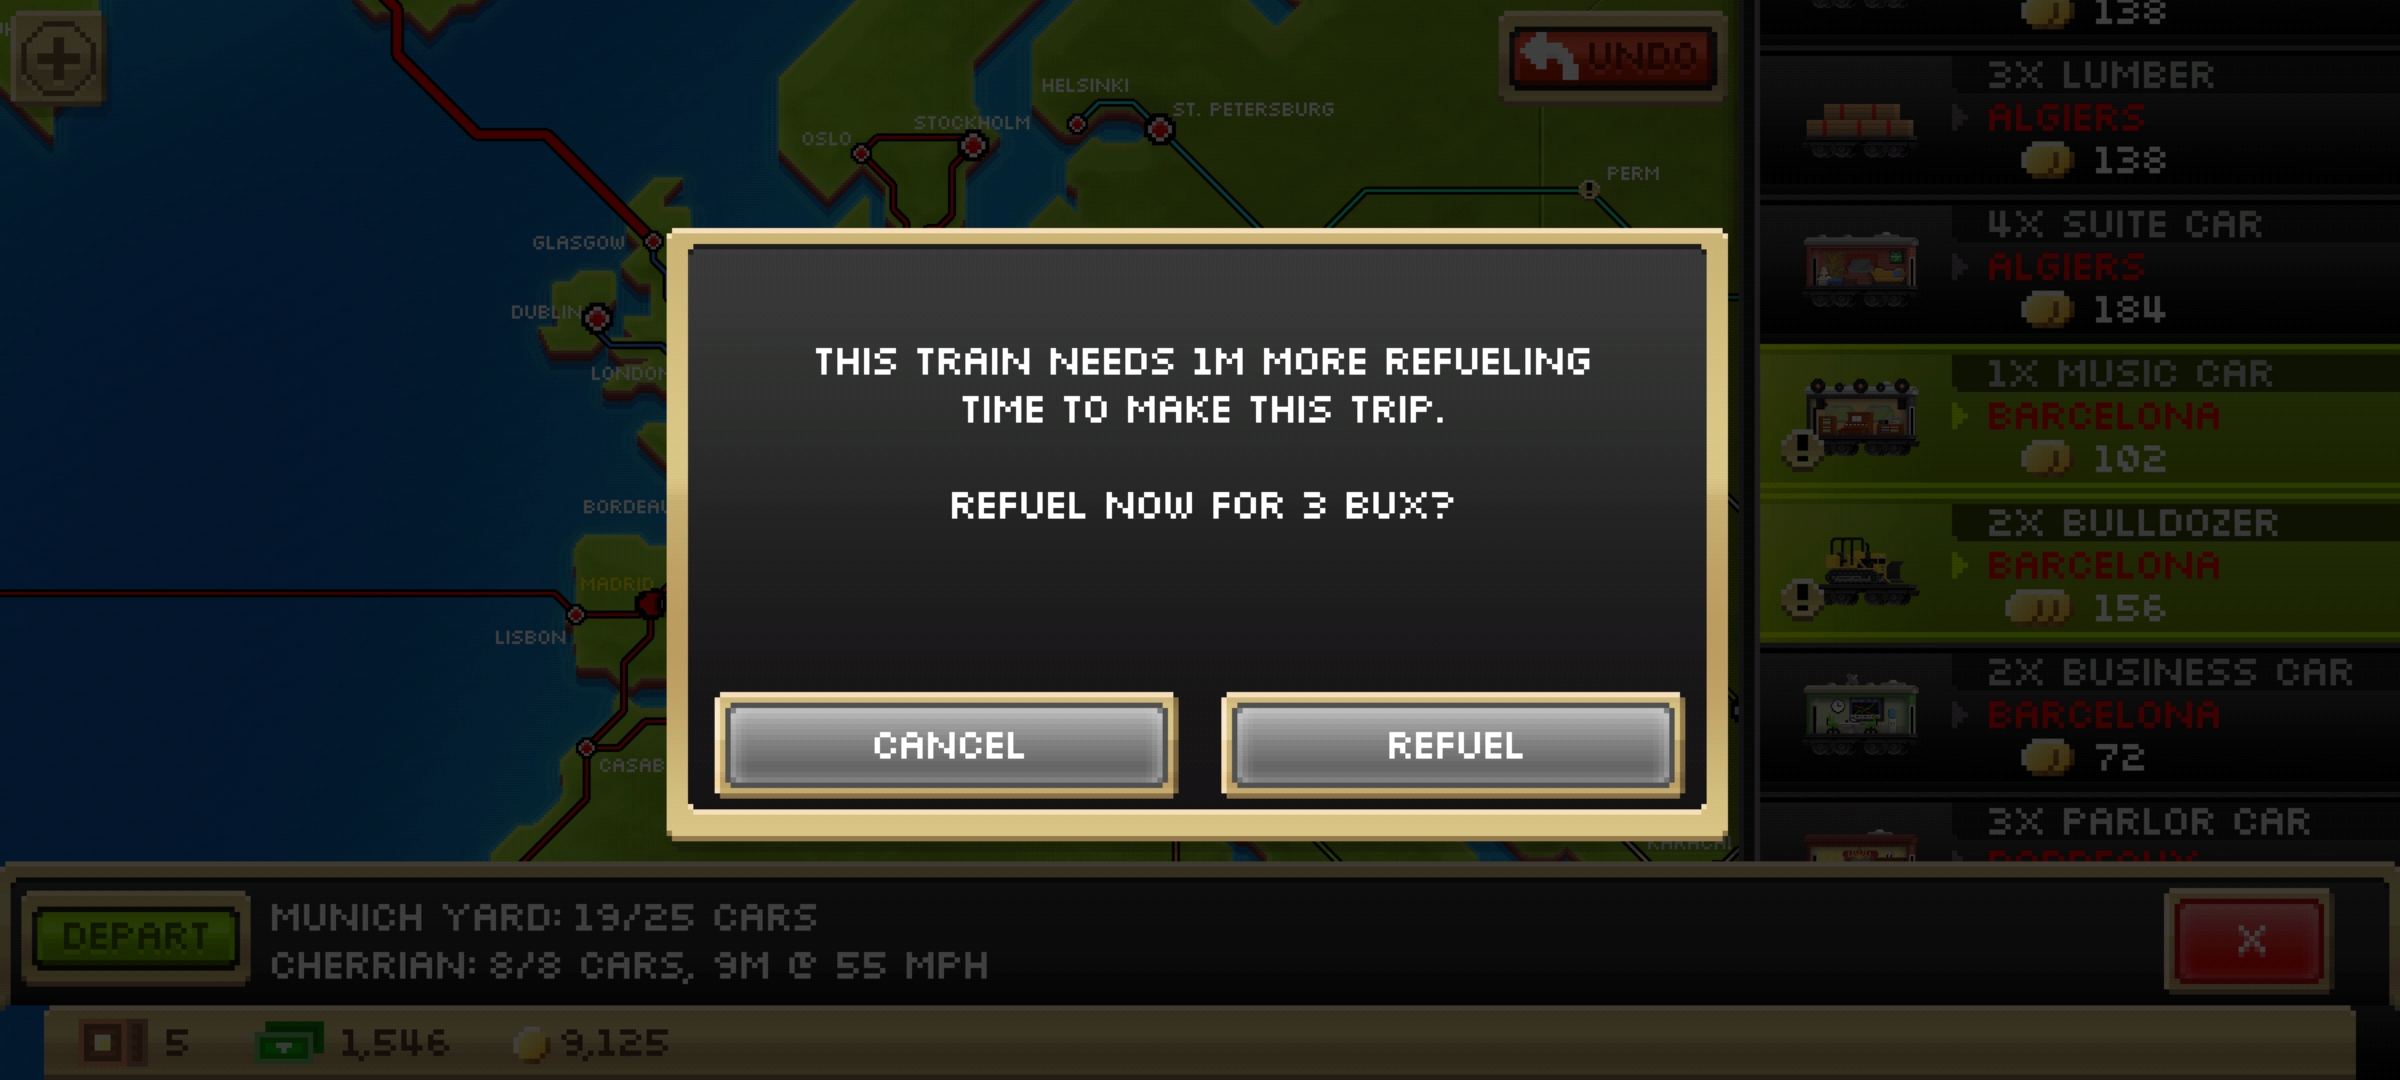 138
UNDO
3X LUMBER
ALGIERS
138
HELSINKI
ST. PETERSBURG
STOCKHOLM
OSLO
PERM
4X SUITE CAR
ALGIERS
184
GLASGOW
DUBLIN
LONDON
THIS TRAIN NEEDS 1M MORE REFUELING
TIME TO MAKE THIS TRIP.
REFUEL NOW FOR 3 BUX?
1X MUSIC CAR
BARCELONA
102
BORDEAU
2X BULLDOZER
BARCELONA
156
MADRID
LISBON
2X BUSINESS CAR
BARCELONA
72
CANCEL
REFUEL
CASAB
3X PARLOR CAR
BORDEAUX
KARACHI
DEPART
MUNICH YARD: 19/25 CARS
CHERRIAN: 8/8 CARS, 9M @ 55 MPH
X
5
1,546
9,125